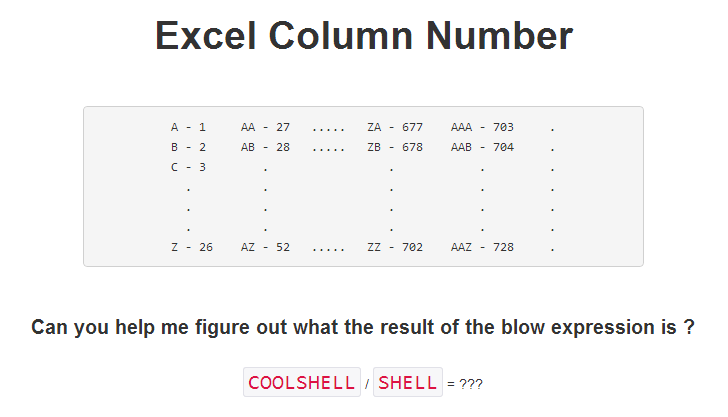 Excel Column Number
A - 1 AA - 27 ..... ZA - 677 AAA - 703 .
B - 2 AB - 28 ..... ZB - 678 AAB - 704 .
C - 3 . . . .
. . . . .
. . . . .
. . . . .
Z - 26 AZ - 52 ..... ZZ - 702 AAZ - 728 .
Can you help me figure out what the result of the blow expression is ?
COOLSHELL / SHELL = ???